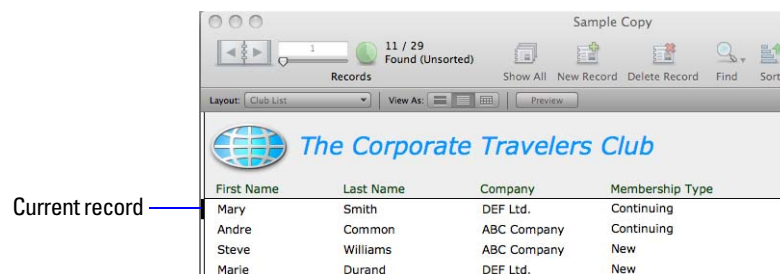 Sample Copy
1
11 / 29
Found (Unsorted)
Records
Show All New Record Delete Record Find Sort
Layout: Club List View As: Preview
The Corporate Travelers Club
First Name Last Name Company Membership Type
Current record
Mary Smith DEF Ltd. Continuing
Andre Common ABC Company Continuing
Steve Williams ABC Company New
Marie Durand DEF Ltd. New